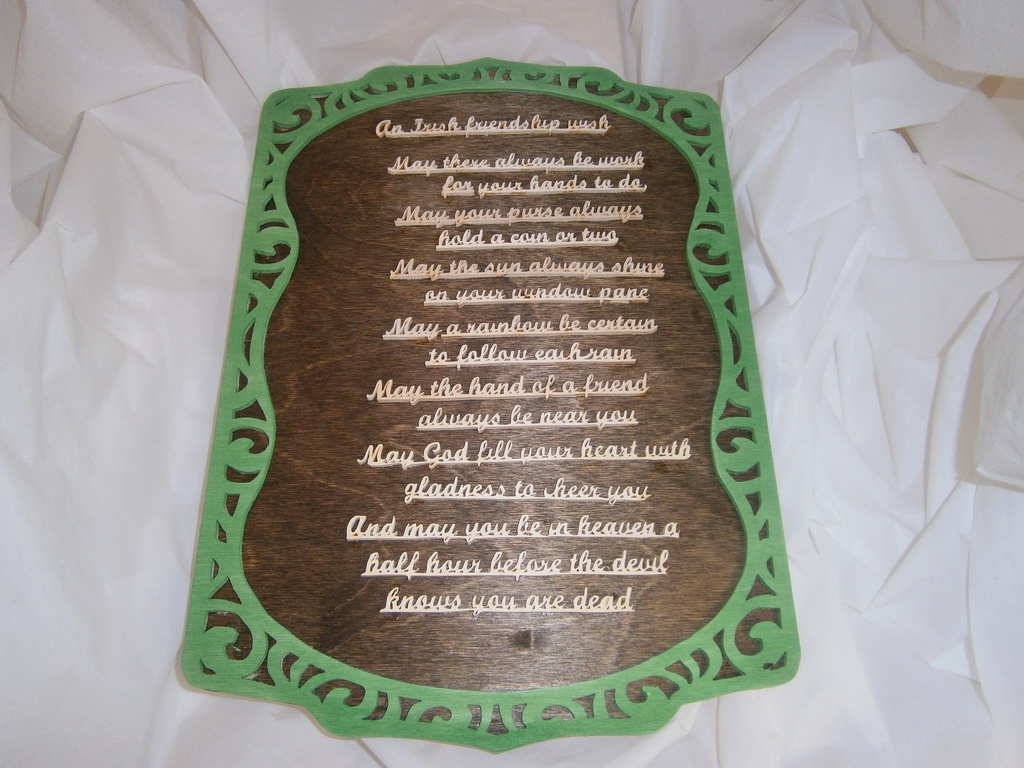 An Irish friendship wish
May there always be work
for your hands to do,
May your purse always
hold a coin or two
May the sun always shine
on your window pane
May a rainbow be certain
to follow each rain
May the hand of a friend
always be near you
May God fill your heart with
gladness to cheer you
And may you be in heaven a
half hour before the devil
knows you are dead